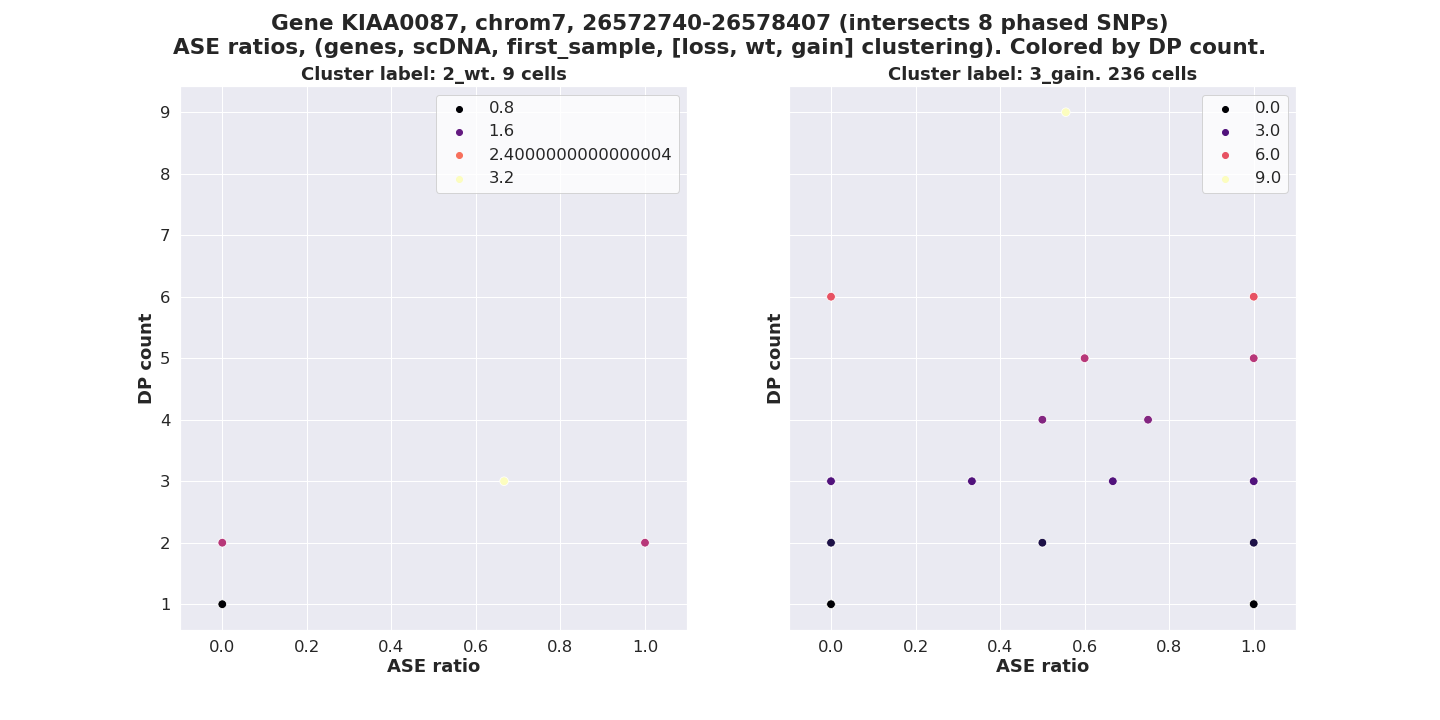 Gene KIAA0087, chrom7, 26572740-26578407 (intersects 8 phased SNPs)
ASE ratios, (genes, scDNA, first_sample, [loss, wt, gain] clustering). Colored by DP count.
Cluster label: 2_wt. 9 cells
0.8
1.6
2.4000000000000004
3.2
9
8
7
6
5
4
3
2
1
DP count
0.0 0.2 0.4 0.6 0.8 1.0
ASE ratio
Cluster label: 3_gain. 236 cells
0.0
3.0
6.0
9.0
DP count
0.0 0.2 0.4 0.6 0.8 1.0
ASE ratio